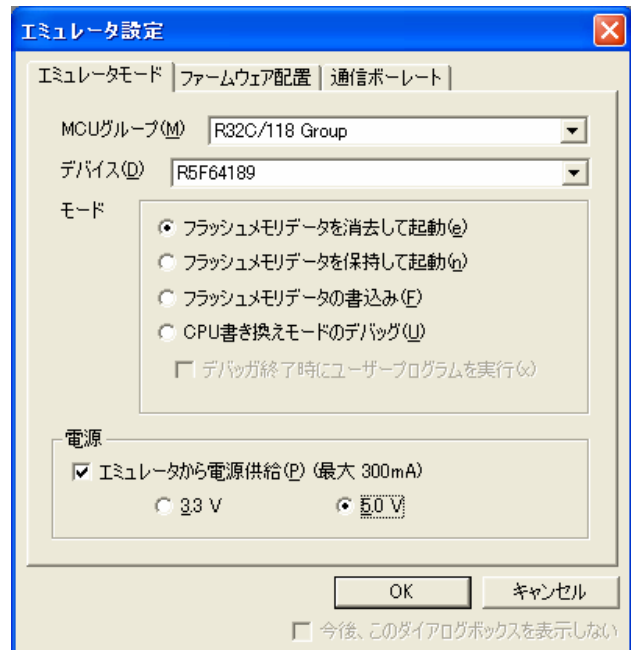 エミュレータ設定
エミュレータモード ファームウェア配置 通信ボーレート
MCUグループ(M) R32C/118 Group
デバイス(D) R5F64189
モード
フラッシュメモリデータを消去して起動(e)
フラッシュメモリデータを保持して起動(n)
フラッシュメモリデータの書込み(F)
CPU書き換えモードのデバッグ(U)
デバッガ終了時にユーザープログラムを実行(x)
電源
エミュレータから電源供給(P) (最大 300mA)
3.3 V 5.0 V
OK キャンセル
今後、このダイアログボックスを表示しない